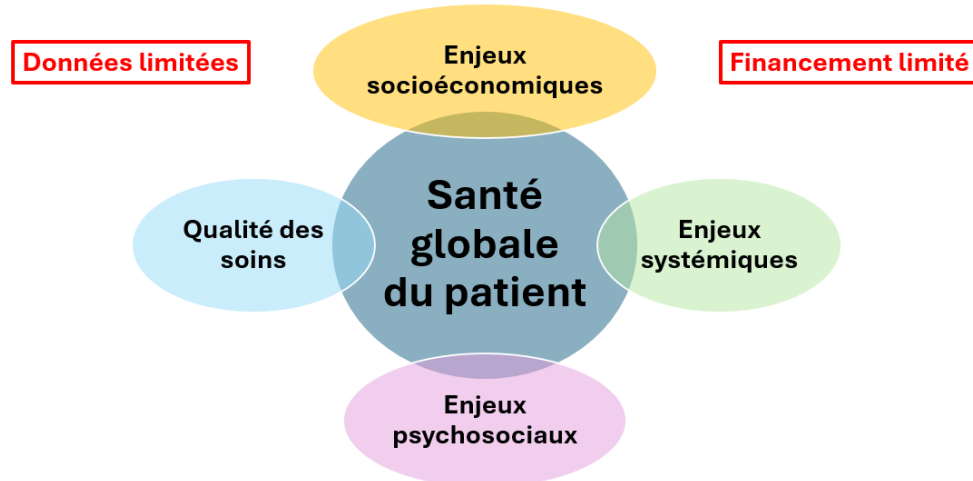 Données limitées
Enjeux
socioéconomiques
Financement limité
Qualité des
soins
Santé
globale
du patient
Enjeux
systémiques
Enjeux
psychosociaux